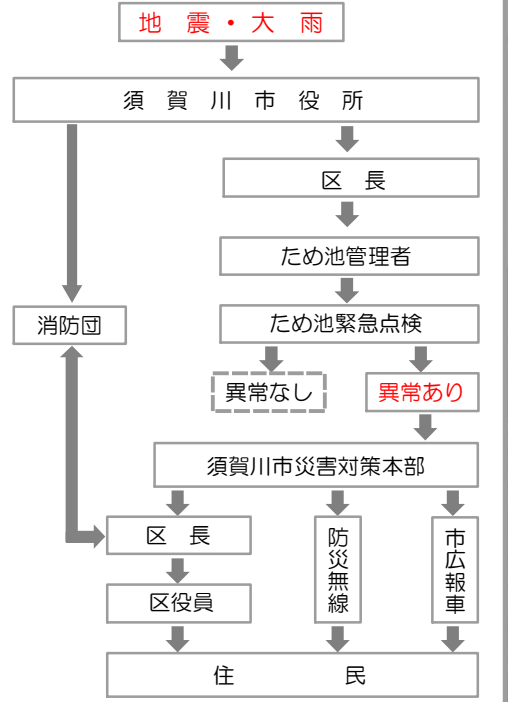 地 震・大 雨
須 賀 川 市 役 所
区 長
ため池管理者
消防団
ため池緊急点検
異常なし
異常あり
須賀川市災害対策本部
区 長
防災無線
市広報車
区役員
住 民